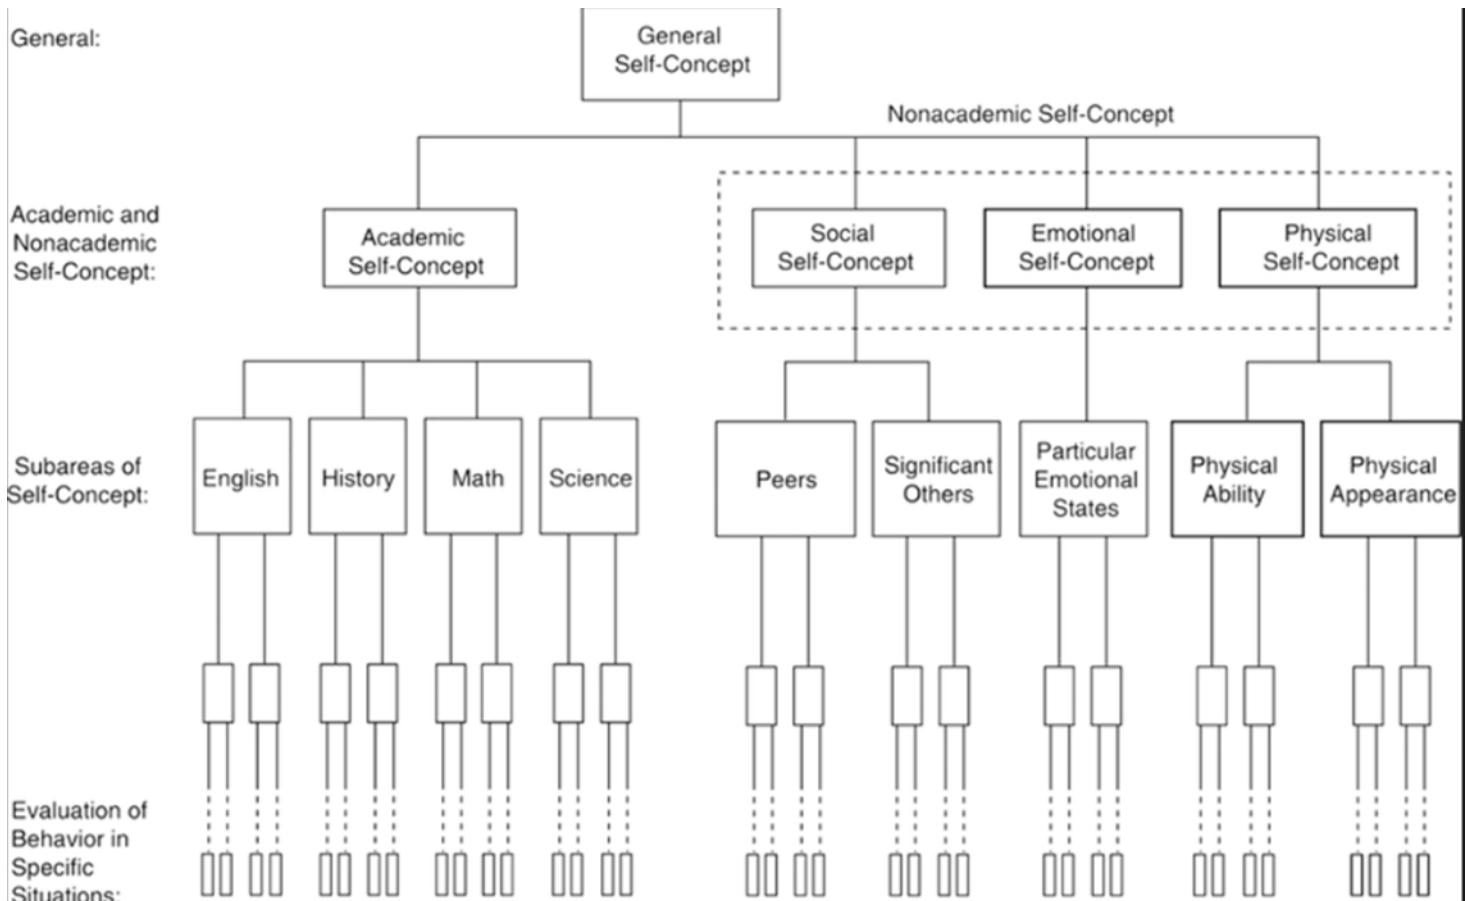 General:
General
Self-Concept
Nonacademic Self-Concept
Academic and
Nonacademic
Self-Concept:
Academic
Self-Concept
Social
Self-Concept
Emotional
Self-Concept
Physical
Self-Concept
Subareas of
Self-Concept:
English
History
Math
Science
Peers
Significant
Others
Particular
Emotional
States
Physical
Ability
Physical
Appearance
Evaluation of
Behavior in
Specific
Situations: